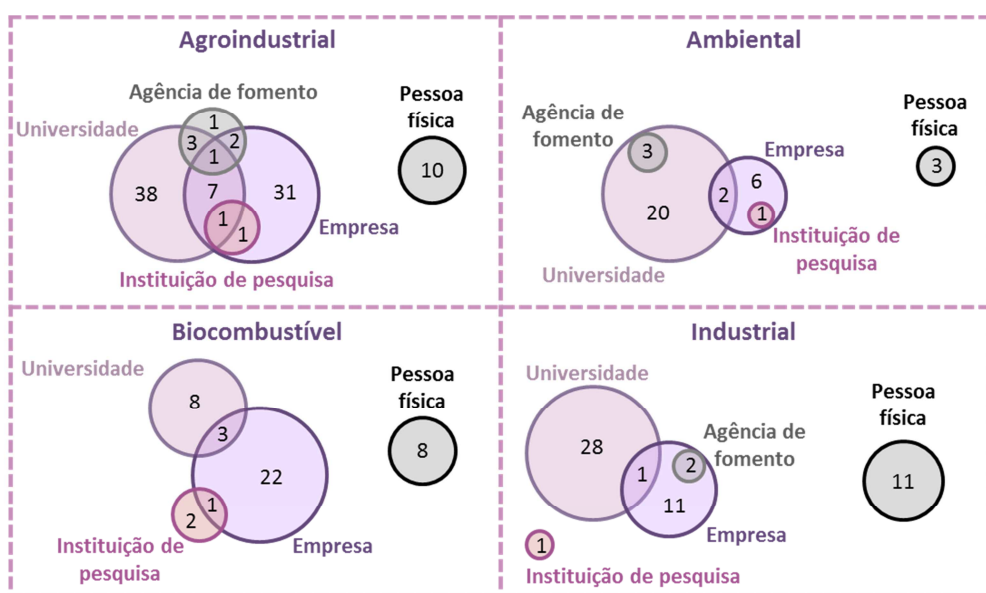 Agroindustrial
Agência de fomento
Universidade
Pessoa
física
1
3
2
1
38
7
31
10
1
1
Empresa
Instituição de pesquisa
Ambiental
Agência de
fomento
Pessoa
física
Empresa
3
3
6
2
20
1
Instituição de
pesquisa
Universidade
Biocombustível
Universidade
Pessoa
física
8
3
22
8
1
2
Instituição de
pesquisa
Empresa
Industrial
Universidade
Pessoa
física
Agência de
fomento
28
2
1
11
11
Empresa
1
Instituição de pesquisa